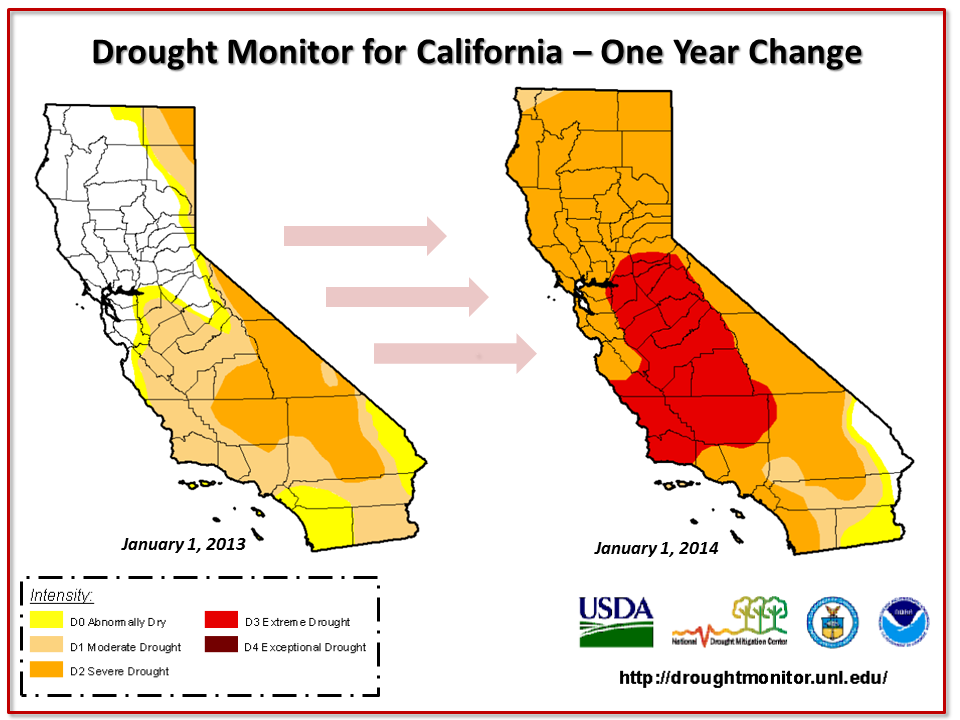 Drought Monitor for California – One Year Change
January 1, 2013
January 1, 2014
Intensity:
D0 Abnormally Dry
D1 Moderate Drought
D2 Severe Drought
D3 Extreme Drought
D4 Exceptional Drought
USDA
National Drought Mitigation Center
http://droughtmonitor.unl.edu/